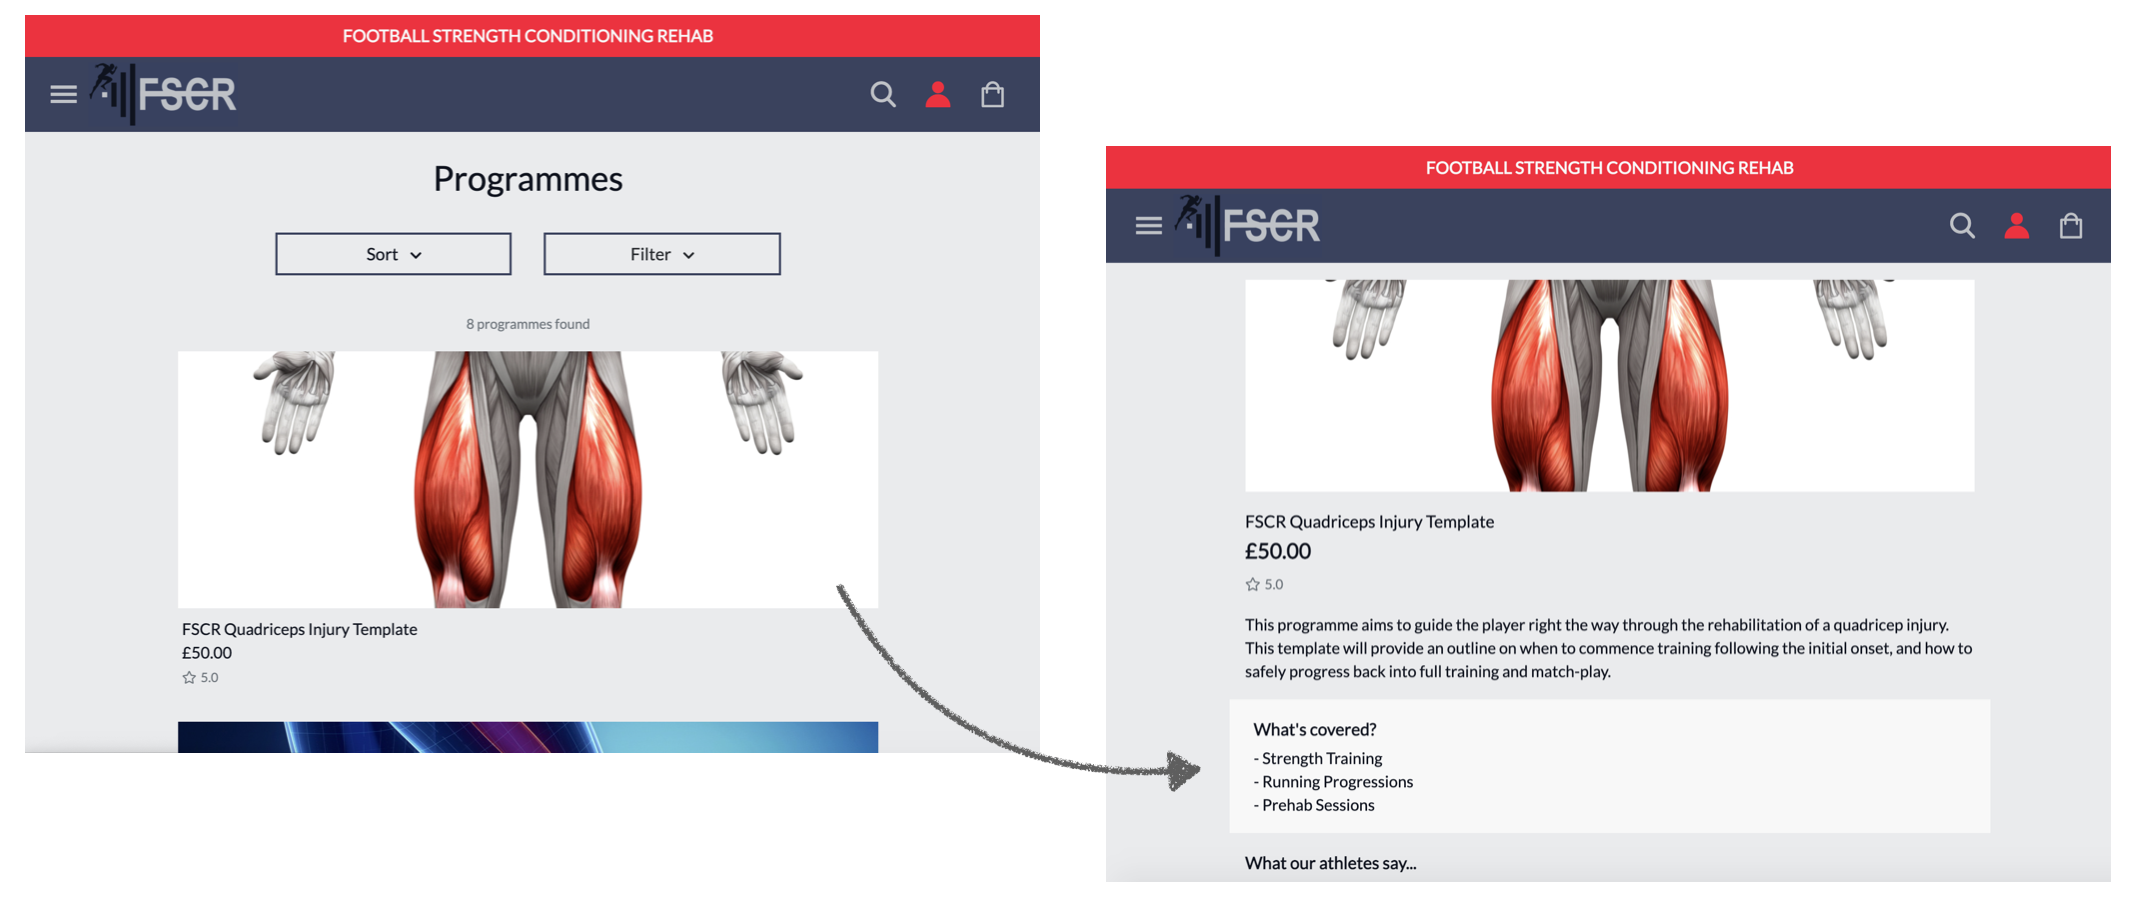 FOOTBALL STRENGTH CONDITIONING REHAB
FSCR
Programmes
Sort
Filter
8 programmes found
FSCR Quadriceps Injury Template
£50.00
5.0
FOOTBALL STRENGTH CONDITIONING REHAB
FSCR
FSCR Quadriceps Injury Template
£50.00
5.0
This programme aims to guide the player right the way through the rehabilitation of a quadricep injury.
This template will provide an outline on when to commence training following the initial onset, and how to
safely progress back into full training and match-play.
What's covered?
- Strength Training
- Running Progressions
- Prehab Sessions
What our athletes say...